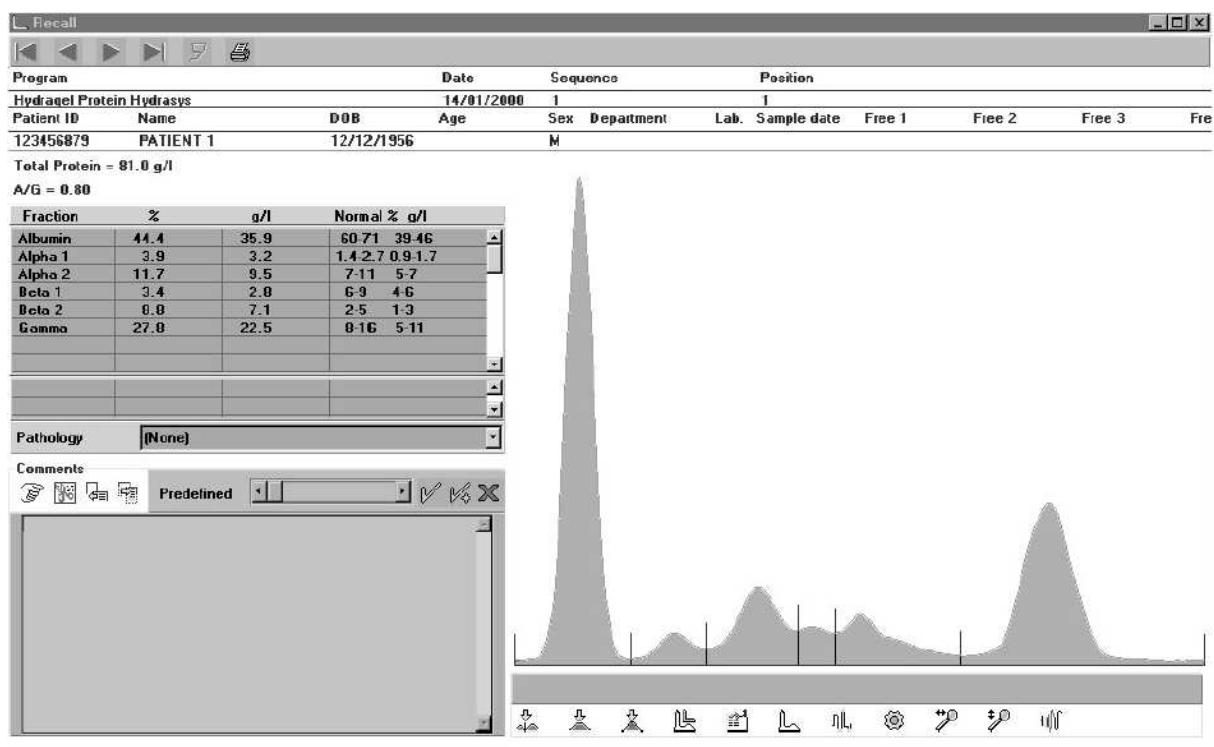 Recall
Program Date Sequence Position
Hydragel Protein Hydrasys 14/01/2000 1 1
Patient ID Name DOB Age Sex Department Lab. Sample date Free 1 Free 2 Free 3 Fre
123456879 PATIENT 1 12/12/1956 M
Total Protein = 81.0 g/l
A/G = 0.80
Fraction % g/l Normal % g/l
Albumin 44.4 35.9 60-71 39-46
Alpha 1 3.9 3.2 1.4-2.7 0.9-1.7
Alpha 2 11.7 9.5 7-11 5-7
Beta 1 3.4 2.8 6-9 4-6
Beta 2 8.8 7.1 2-5 1-3
Gamma 27.8 22.5 8-16 5-11
Pathology (None)
Comments
Predefined